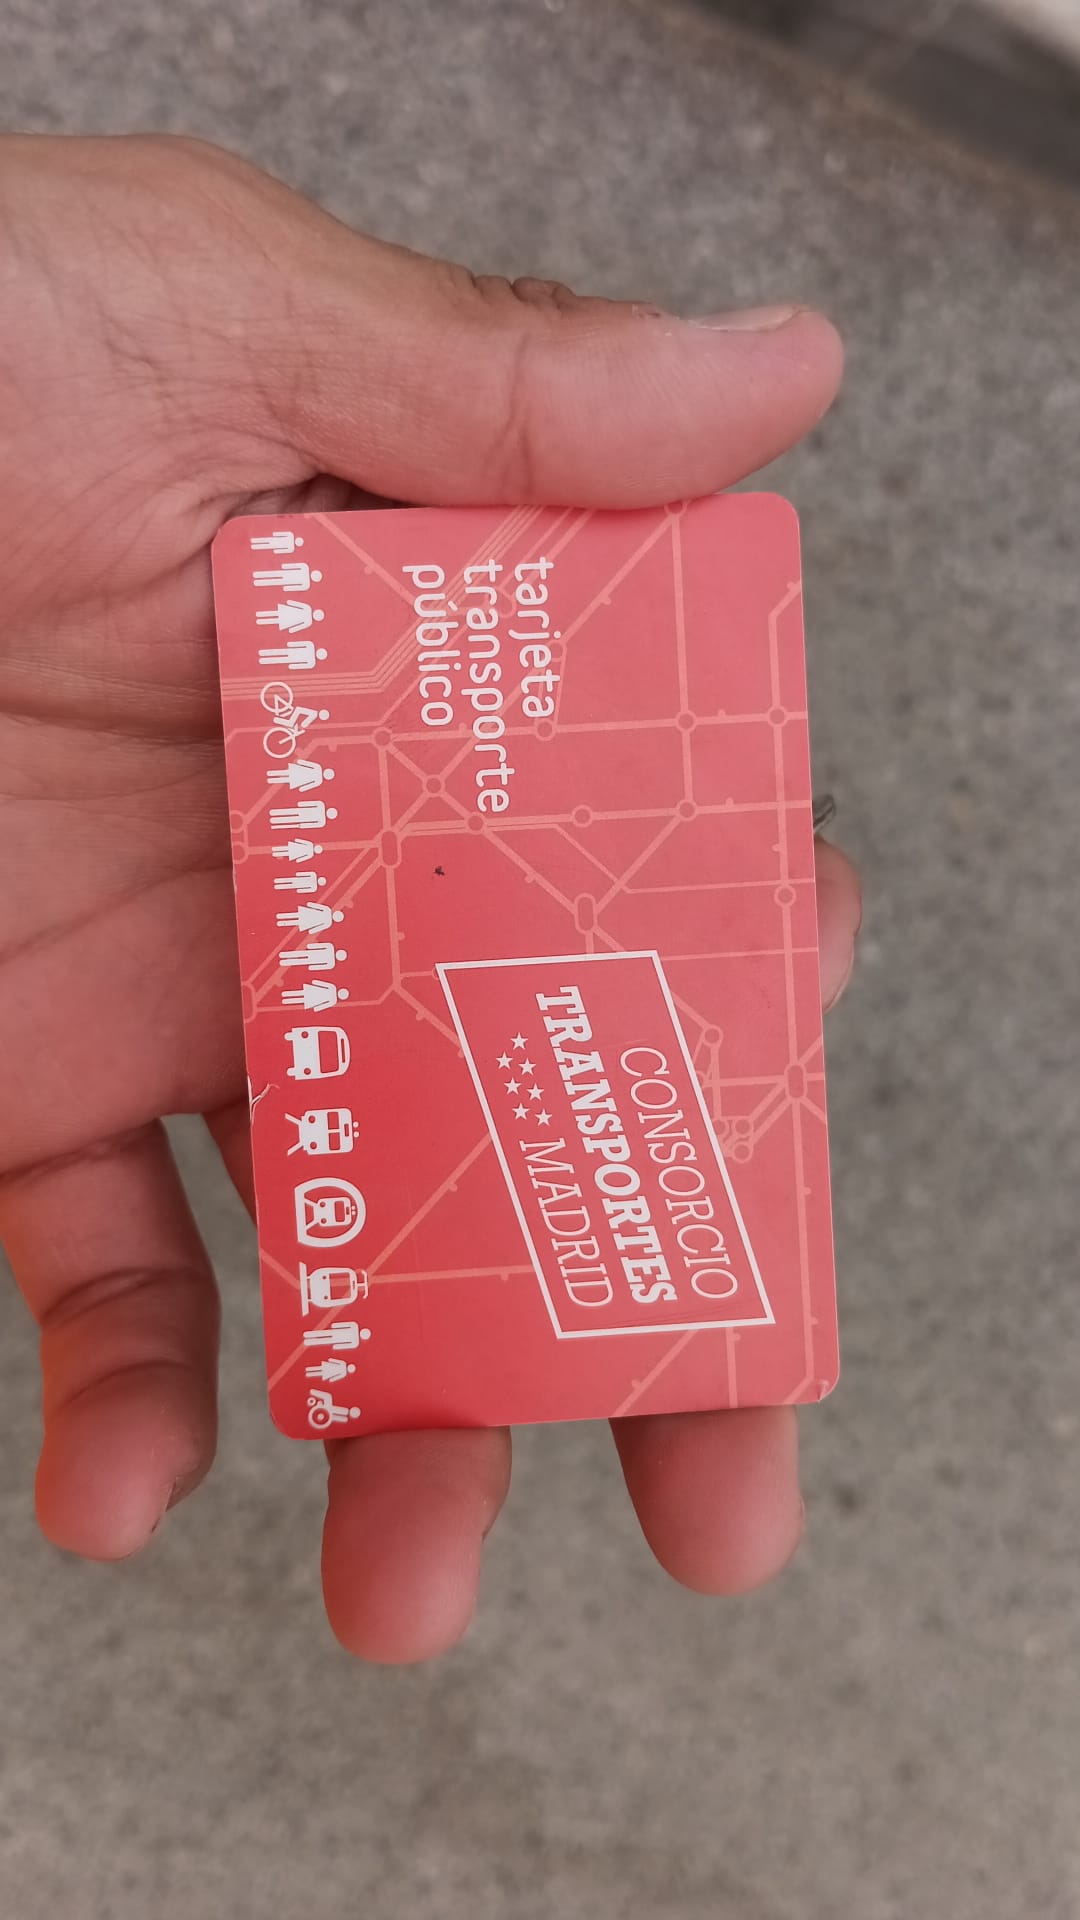 tarjeta
transporte
público
CONSORCIO
TRANSPORTES
MADRID